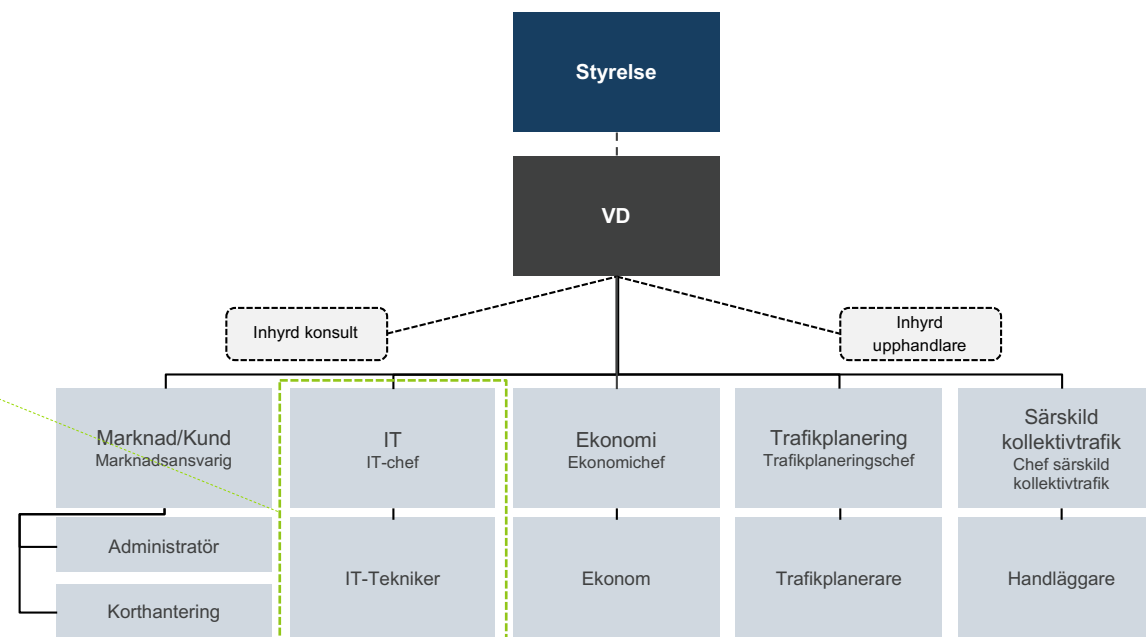 Styrelse
VD
Inhyrd konsult
Inhyrd
upphandlare
Marknad/Kund
Marknadsansvarig
IT
IT-chef
Ekonomi
Ekonomichef
Trafikplanering
Trafikplaneringschef
Särskild
kollektivtrafik
Chef särskild
kollektivtrafik
Administratör
Korthantering
IT-Tekniker
Ekonom
Trafikplanerare
Handläggare